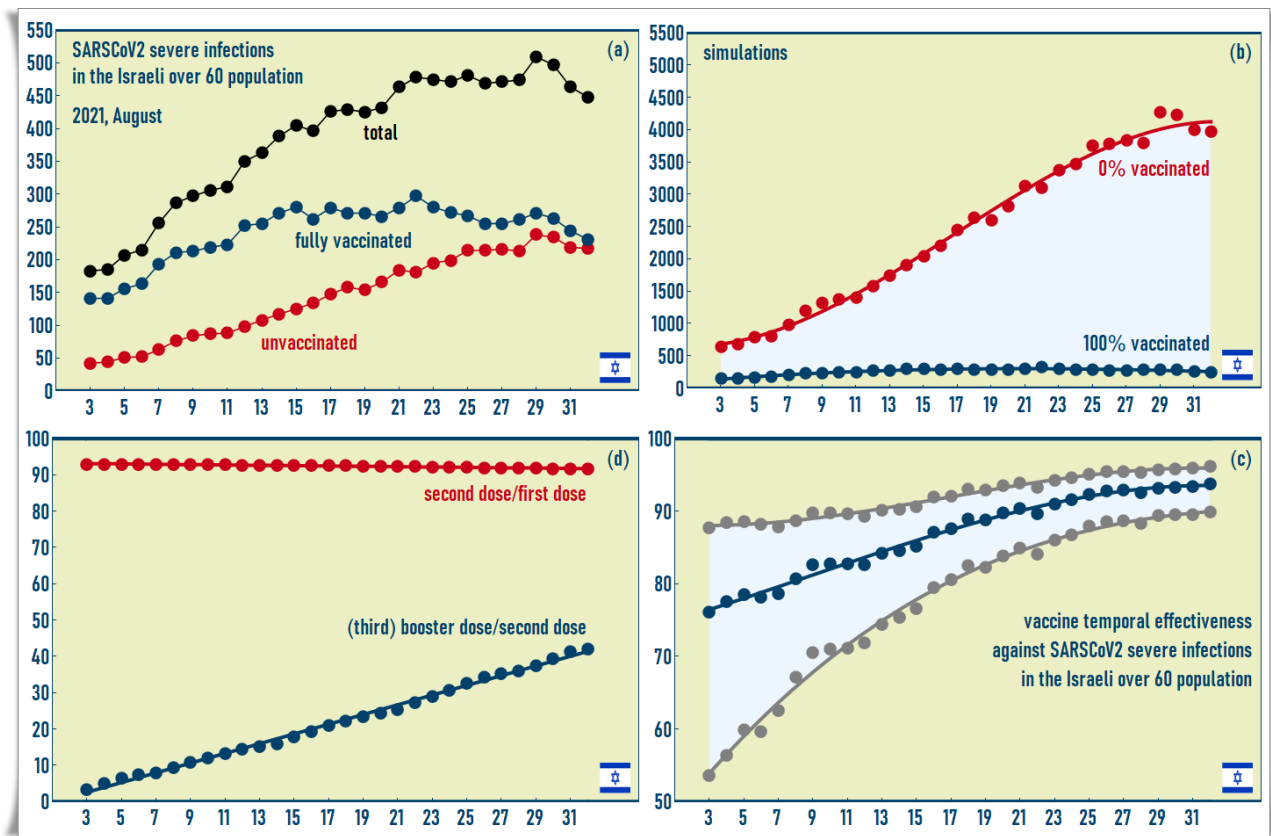 550
500
450
400
350
300
250
200
150
100
50
0
SARSCoV2 severe infections
in the Israeli over 60 population
2021, August
(a)
total
fully vaccinated
unvaccinated
3 5 7 9 11 13 15 17 19 21 23 25 27 29 31
5500
5000
4500
4000
3500
3000
2500
2000
1500
1000
500
0
simulations
(b)
0% vaccinated
100% vaccinated
3 5 7 9 11 13 15 17 19 21 23 25 27 29 31
100
90
80
70
60
50
40
30
20
10
0
(d)
second dose/first dose
(third) booster dose/second dose
3 5 7 9 11 13 15 17 19 21 23 25 27 29 31
100
90
80
70
60
50
(c)
vaccine temporal effectiveness
against SARSCoV2 severe infections
in the Israeli over 60 population
3 5 7 9 11 13 15 17 19 21 23 25 27 29 31